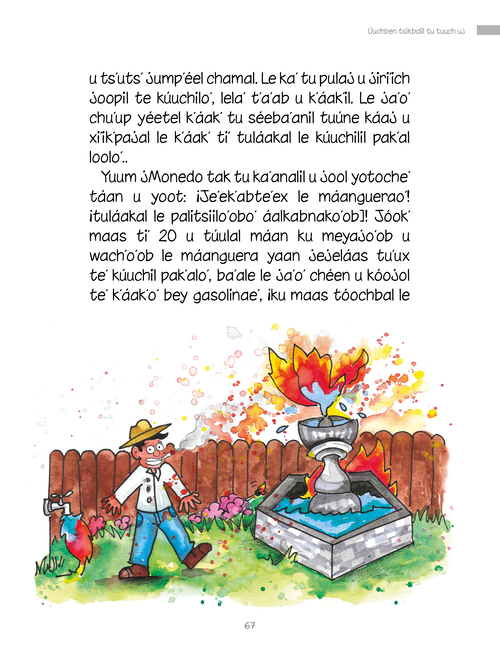 Úuchben tsikbalil tu tuuch uj
u ts'uts' jump'éel chamal. Le ka' tu pulaj u jiriich
joopil te kúuchilo', lela' t'a'ab u k'áak'il. Le ja'o'
chu'up yéetel k'áak' tu séeba'anil tuúne káaj u
xíik'pajal le k'áak' ti' tuláakal le kúuchilil pak'al
loolo'..
Yuum jMonedo tak tu ka'analil u jool yotoche'
táan u yoot: ¡Je'ek'abte'ex le máanguerao'!
¡tuláakal le palitsiilo'obo' áalkabnako'ob]! Jóok'
maas ti' 20 u túulal máan ku meyajo'ob u
wach'o'ob le máanguera yaan jejeláas tu'ux
te' kúuchil pak'alo', ba'ale le ja'o' chéen u kóojol
te' k'áak'o' bey gasolinae', ¡ku maas tóochbal le
67